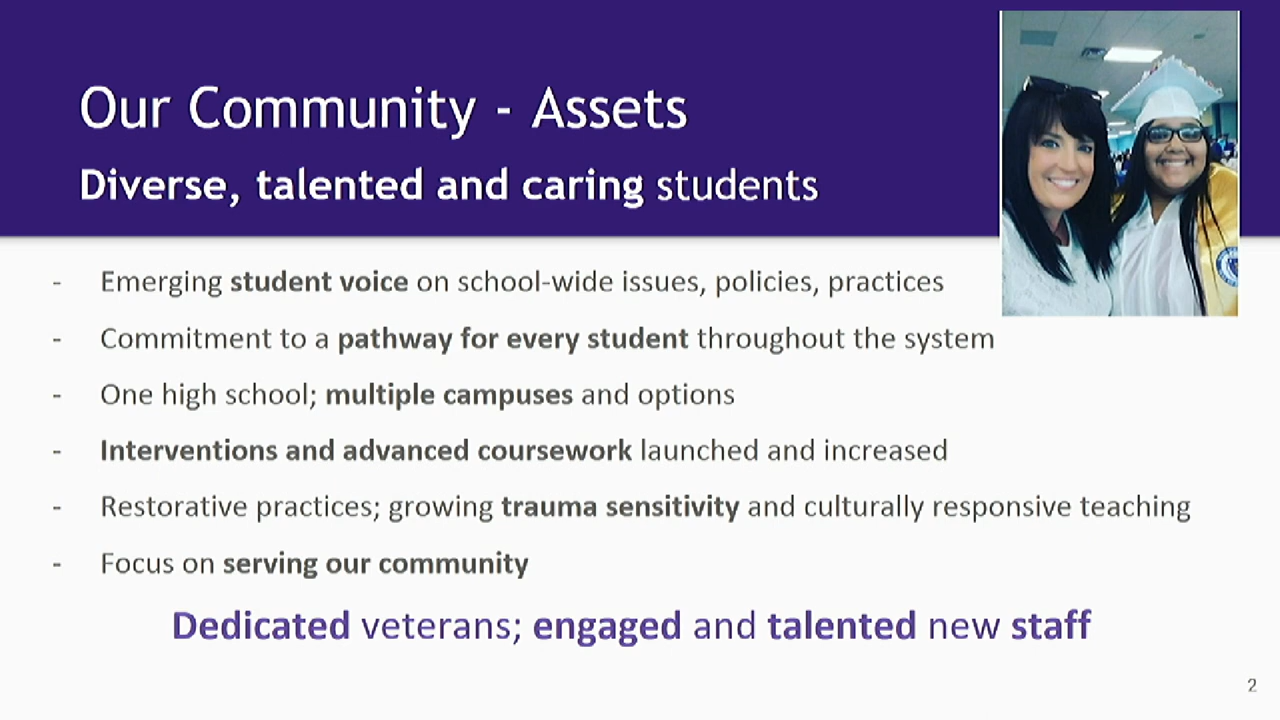 Our Community - Assets
Diverse, talented and caring students
- Emerging student voice on school-wide issues, policies, practices
- Commitment to a pathway for every student throughout the system
- One high school; multiple campuses and options
- Interventions and advanced coursework launched and increased
- Restorative practices; growing trauma sensitivity and culturally responsive teaching
- Focus on serving our community
Dedicated veterans; engaged and talented new staff
2